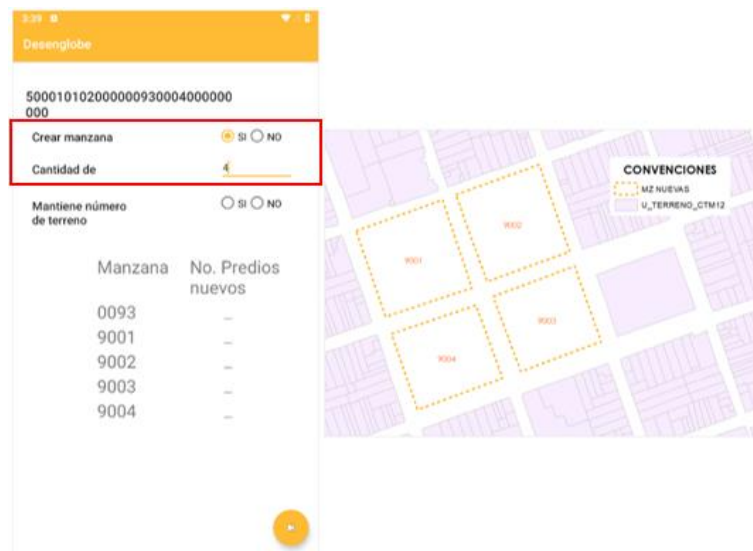 3:39
Desenglobe
500010102000000930004000000
000
Crear manzana SI NO
Cantidad de 4
Mantiene número SI NO
de terreno
Manzana No. Predios
nuevos
0093 _
9001 _
9002 _
9003 _
9004 _
CONVENCIONES
MZ NUEVAS
U_TERRENO_CTM12
9002
9001
9003
9004